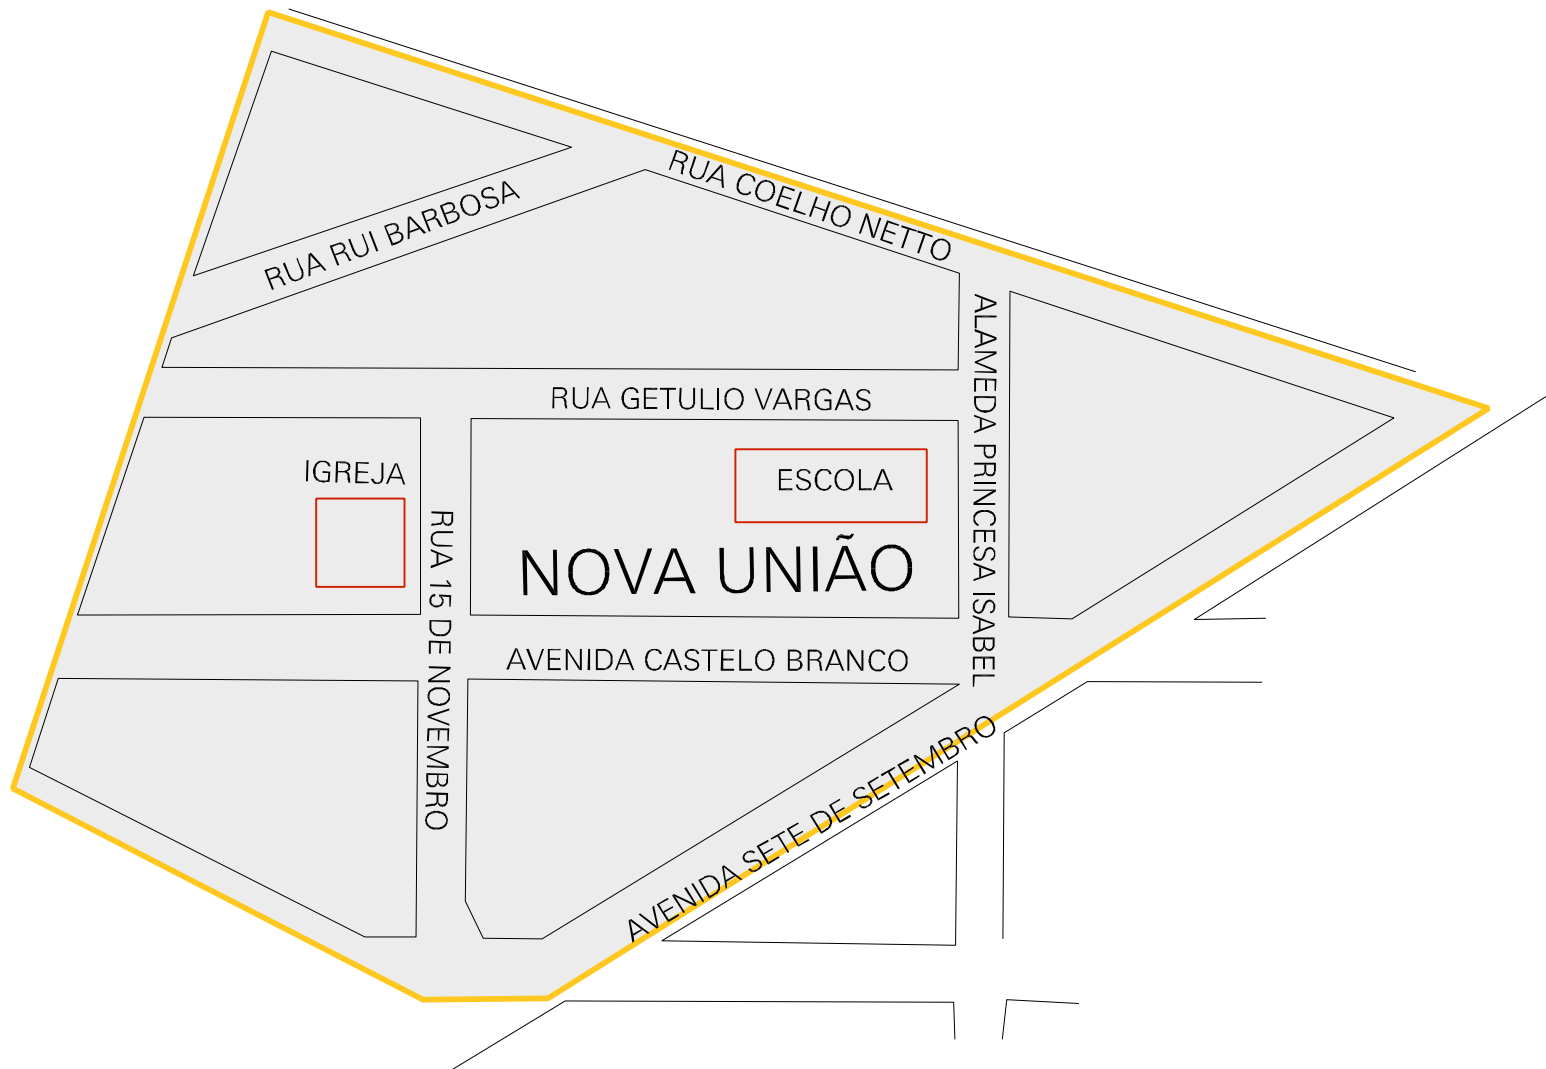 RUA COELHO NETTO
RUA RUI BARBOSA
ALAMEDA PRINCESA ISABEL
RUA GETULIO VARGAS
IGREJA
ESCOLA
RUA 15 DE NOVEMBRO
NOVA UNIÃO
AVENIDA CASTELO BRANCO
AVENIDA SETE DE SETEMBRO